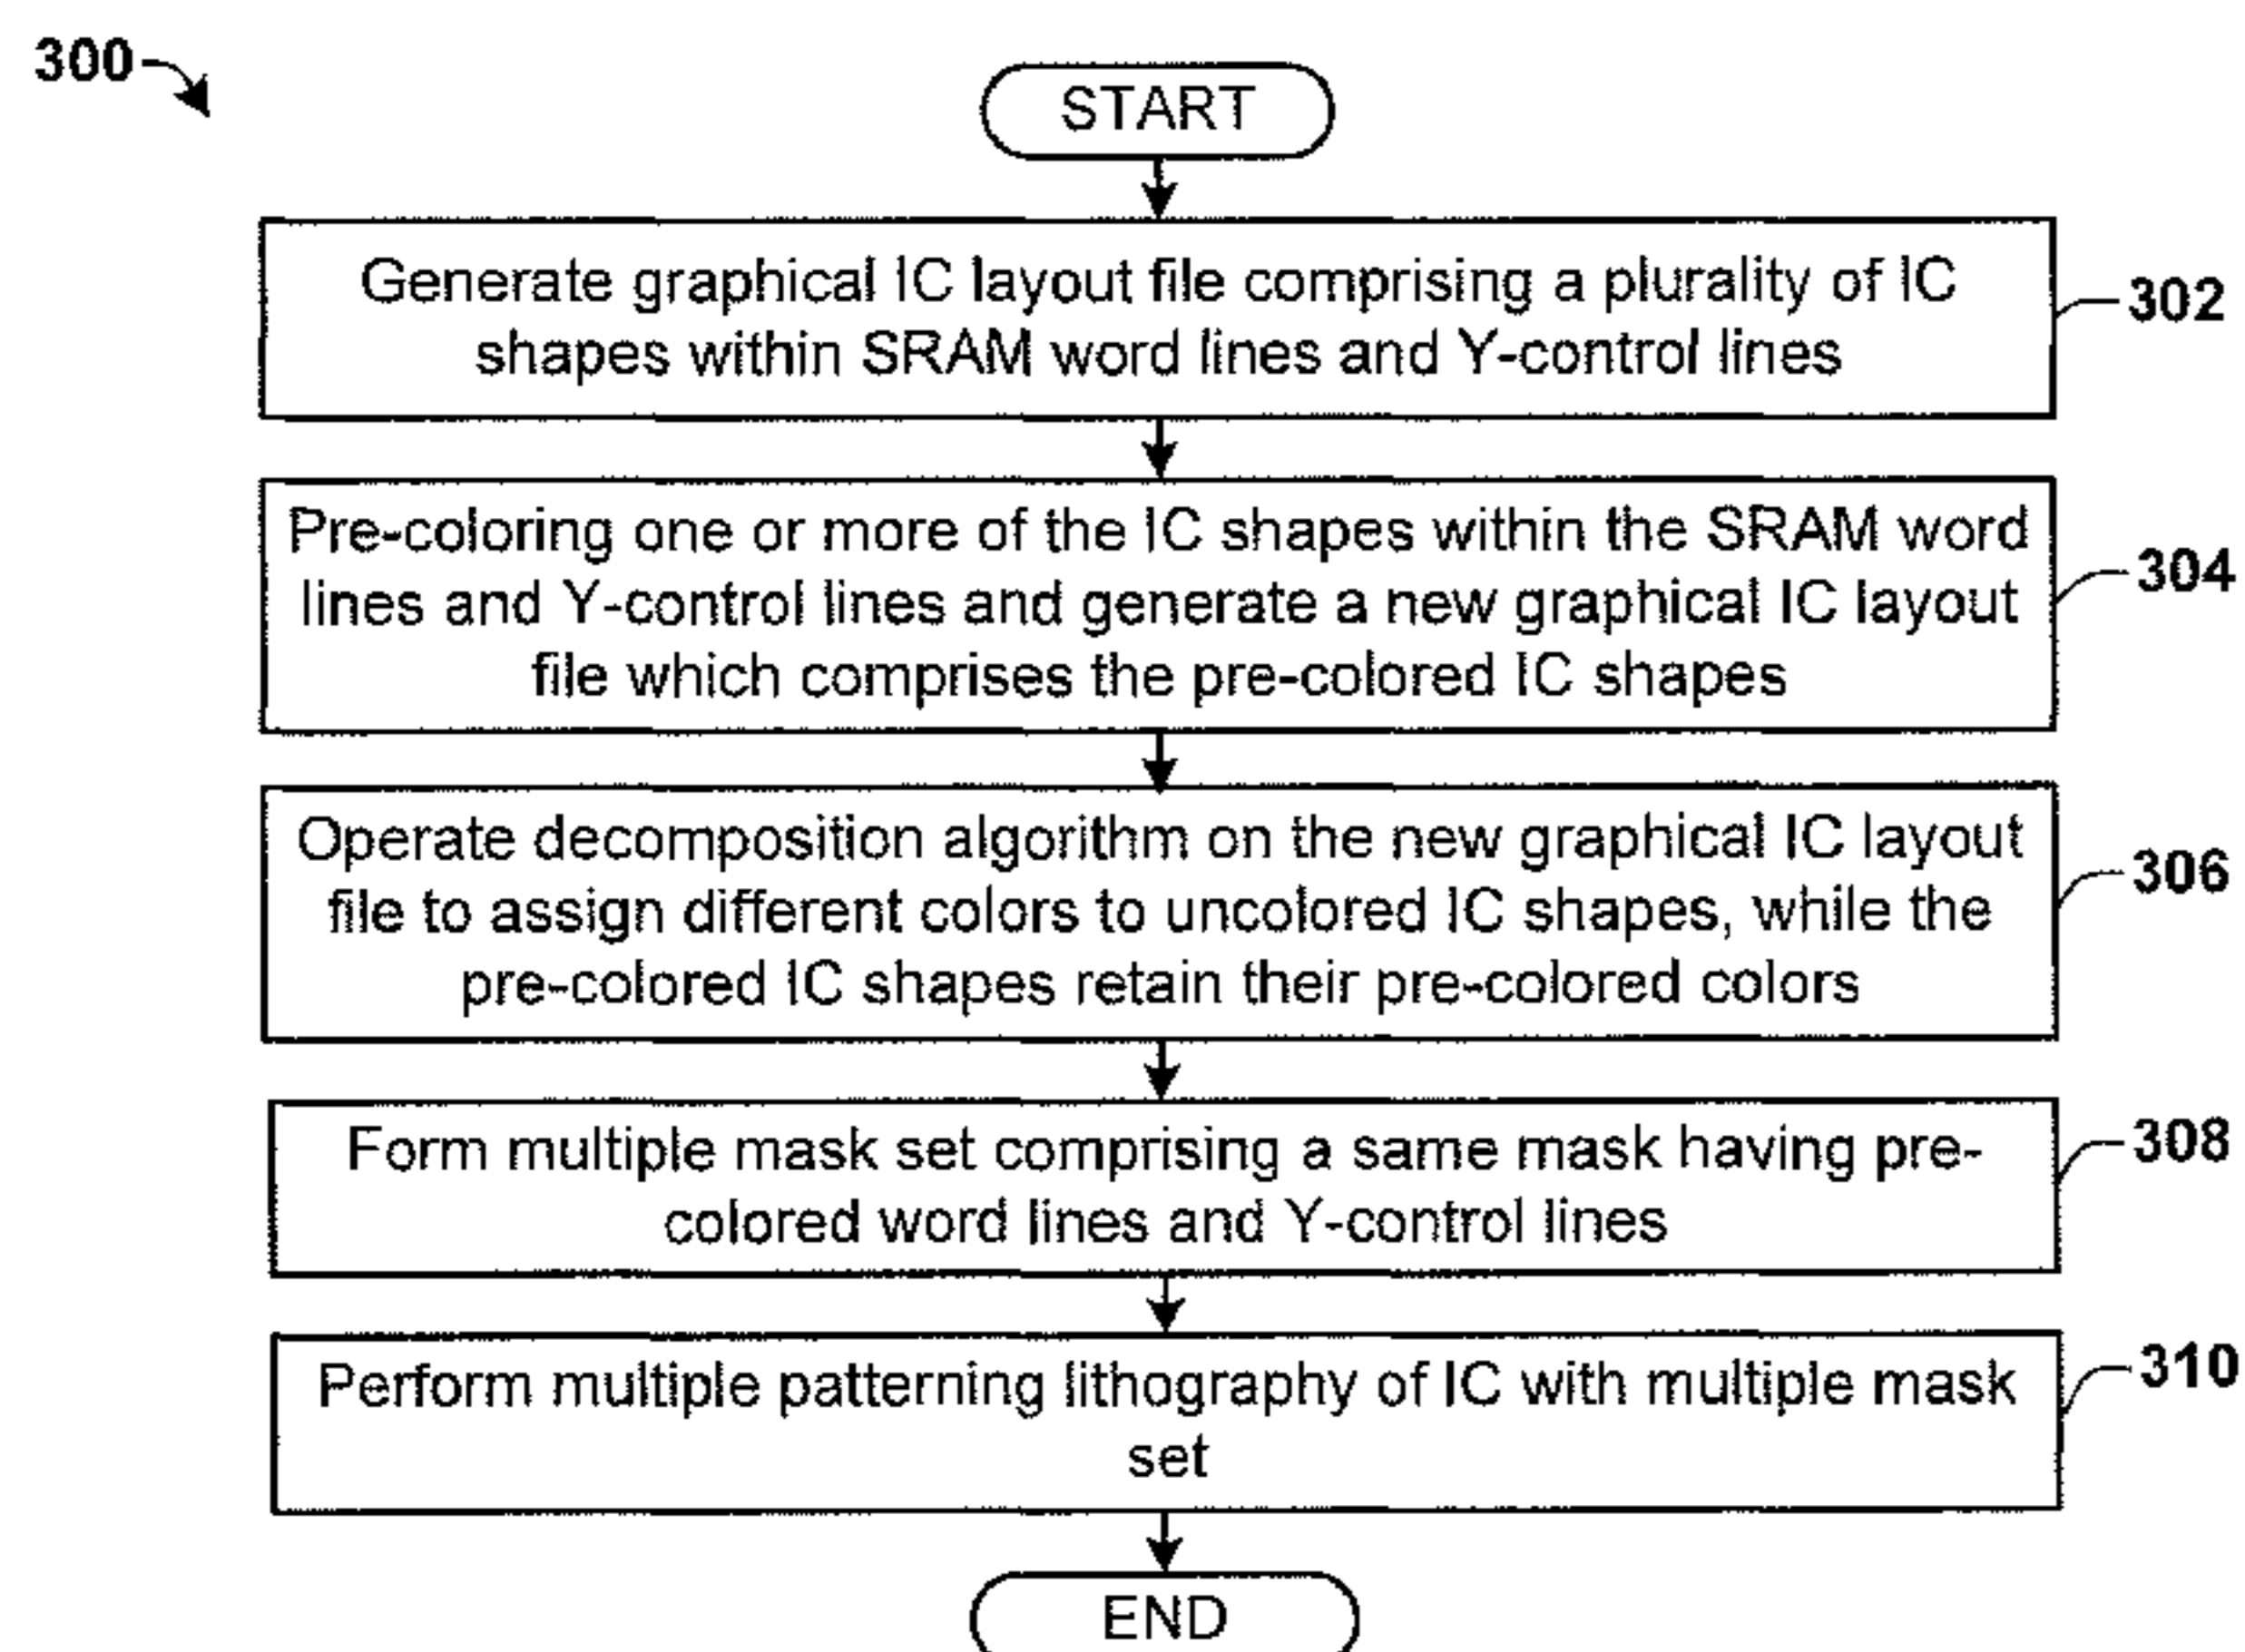 300
START
Generate graphical IC layout file comprising a plurality of IC
shapes within SRAM word lines and Y-control lines
302
Pre-coloring one or more of the IC shapes within the SRAM word
lines and Y-control lines and generate a new graphical IC layout
file which comprises the pre-colored IC shapes
304
Operate decomposition algorithm on the new graphical IC layout
file to assign different colors to uncolored IC shapes, while the
pre-colored IC shapes retain their pre-colored colors
306
Form multiple mask set comprising a same mask having pre-
colored word lines and Y-control lines
308
Perform multiple patterning lithography of IC with multiple mask
set
310
END